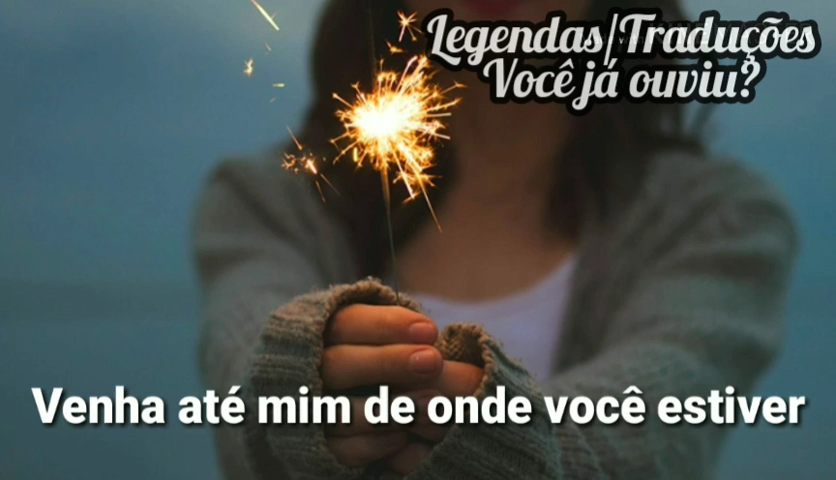 Legendas/Traduções
Você já ouviu?
Venha até mim de onde você estiver